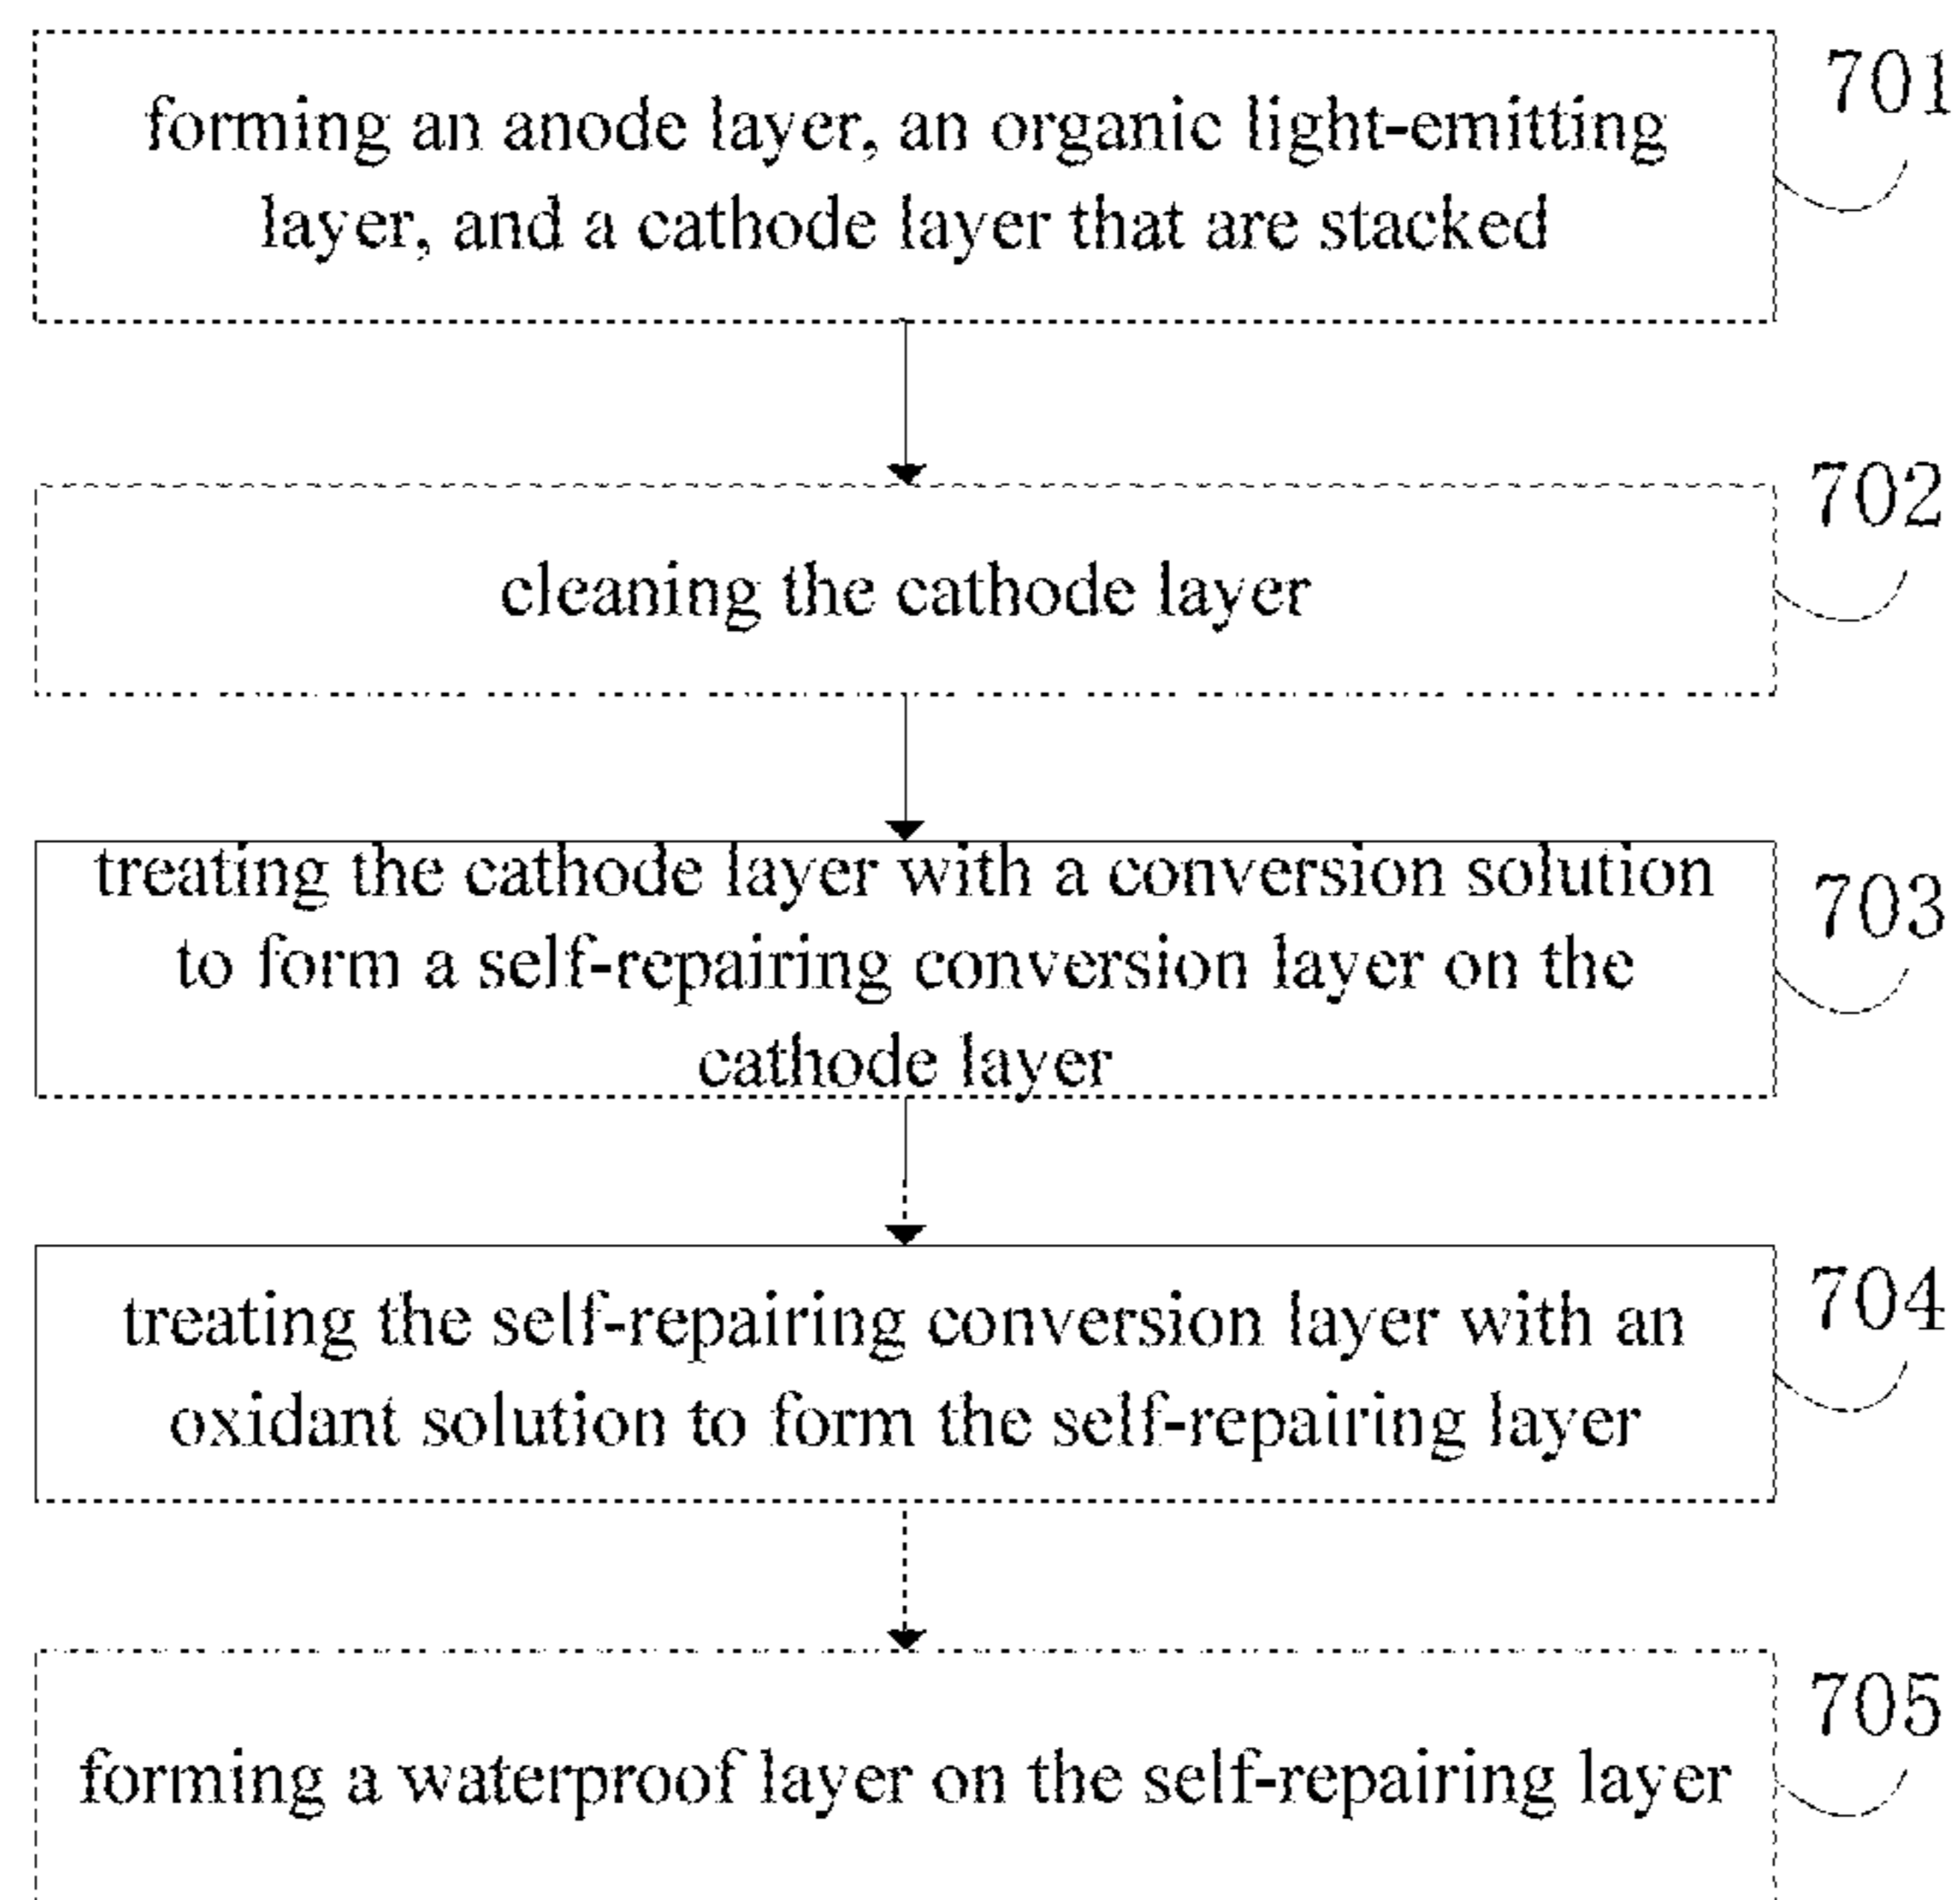 701
forming an anode layer, an organic light-emitting
layer, and a cathode layer that are stacked
702
cleaning the cathode layer
703
treating the cathode layer with a conversion solution
to form a self-repairing conversion layer on the
cathode layer
704
treating the self-repairing conversion layer with an
oxidant solution to form the self-repairing layer
705
forming a waterproof layer on the self-repairing layer